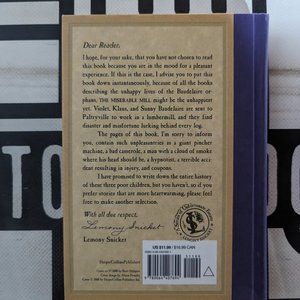 Dear Reader,
I hope, for your sake, that you have not chosen to read
this book because you are in the mood for a pleasant
experience. If this is the case, I advise you to put this
book down instantaneously, because of all the books
describing the unhappy lives of the Baudelaire or-
phans, THE MISERABLE MILL might be the unhappiest
yet. Violet, Klaus, and Sunny Baudelaire are sent to
Paltryville to work in a lumbermill, and they find
disaster and misfortune lurking behind every log.
The pages of this book, I'm sorry to inform
you, contain such unpleasantries as a giant pincher
machine, a bad casserole, a man with a cloud of smoke
where his head should be, a hypnotist, a terrible acc-
ident resulting in injury, and coupons.
I have promised to write down the entire history of
these three poor children, but you haven't, so if you
prefer stories that are more heartwarming, please feel
free to make another selection.
With all due respect,
Lemony Snicket
Lemony Snicket
US $11.99 / $16.99 CAN
HarperCollinsPublishers